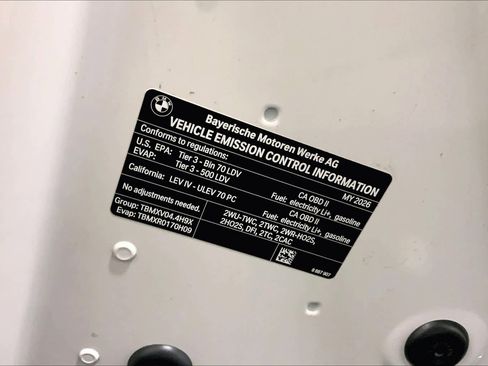 BMW
Bayerische Motoren Werke AG
VEHICLE EMISSION CONTROL INFORMATION
Conforms to regulations: MY 2026
U.S. EPA: Tier 3 - Bin 70 LDV CA OBD II
EVAP: Tier 3 - 500 LDV Fuel: electricity Li+, gasoline
California: LEV IV - ULEV 70 PC CA OBD II
Fuel: electricity Li+, gasoline
No adjustments needed. 2WU-TWC, 2TWC, 2WR-HO2S,
Group: TBMXV04.4H9X 2HO2S, DFI, 2TC, 2CAC
Evap: TBMXR0170H09